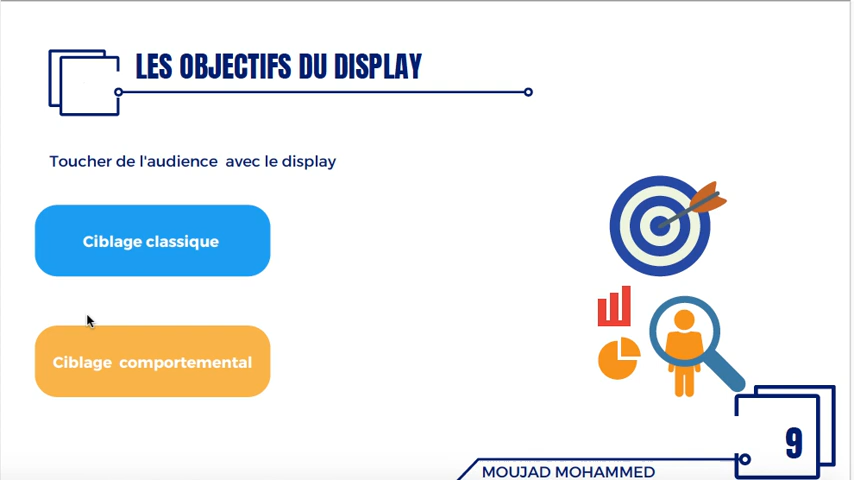 LES OBJECTIFS DU DISPLAY
Toucher de l'audience avec le display
Ciblage classique
Ciblage comportemental
9
MOUJAD MOHAMMED